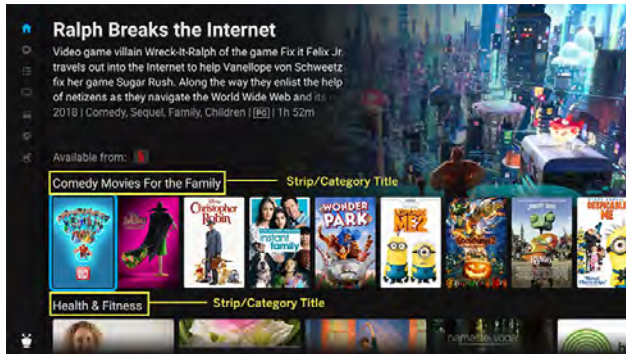 Ralph Breaks the Internet
Video game villain Wreck-It-Ralph of the game Fix it Felix Jr.
travels out into the Internet to help Vanellope von Schweetz
fix her game Sugar Rush. Along the way they enlist the help
of netizens as they navigate the World Wide Web and its
2018 | Comedy, Sequel, Family, Children | PG | 1h 52m
Available from:
Comedy Movies For the Family
Strip/Category Title
Christopher
Robin
instant
family
WONDER
PARK
ME2
DESPICABLE
ME
Health & Fitness
Strip/Category Title
namaste yoga